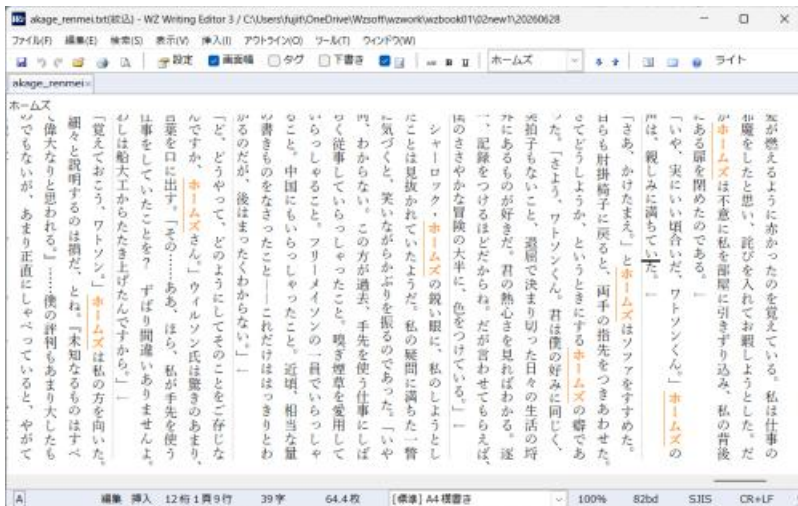 akage_renmei.txt(絞込) - WZ Writing Editor 3 / C:\Users\fujit\OneDrive\Wzsoft\wzwork\wzbook01\02new1\20260628
ファイル(F) 編集(E) 検索(S) 表示(V) 挿入(I) アウトライン(O) ツール(T) ウィンドウ(W)
設定 画面幅 タグ 下書き B U ホームズ ライト
akage_renmei×
ホームズ
髪が燃えるように赤かったのを覚えている。私は仕事の
邪魔をしたと思い、詫びを入れてお暇しようとした。だ
が ホームズは不意に私を部屋に引きずり込み、私の背後
にある扉を閉めたのである。←
「いや、実にいい頃合いだ、ワトソンくん。」ホームズの
声は、親しみに満ちていた。←
「さあ、かけたまえ。」とホームズはソファをすすめた。
自らも肘掛椅子に戻ると、両手の指先をつきあわせた。
さてどうしようか、というときにするホームズの癖であ
った。「さよう、ワトソンくん。君は僕の好みに同じく、
突拍子もないこと、退屈で決まり切った日々の生活の埒
外にあるものが好きだ。君の熱心さを見ればわかる。逐
一、記録をつけるほどだからね。だが言わせてもらえば、
僕のささやかな冒険の大半に、色をつけている。」←
シャーロック・ホームズの鋭い眼に、私のしようとし
たことは見抜かれていたようだ。私の疑問に満ちた一瞥
に気づくと、笑いながらかぶりを振るのであった。「いや
何、わからない。この方が過去、手先を使う仕事にしば
らく従事していらっしゃったこと。嗅ぎ煙草を愛用して
いらっしゃること。フリーメイソンの一員でいらっしゃ
ること。中国にもいらっしゃったこと。近頃、相当な量
の書きものをなさったこと――これだけははっきりとわ
かるのだが、後はまったくわからない。」←
「ど、どうやって、どのようにしてそのことをご存じな
んですか、ホームズさん。」ウィルソン氏は驚きのあまり、
言葉を口に出す。「その……ああ、ほら、私が手先を使う
仕事をしていたことを? ずばり間違いありませんよ。
わしは船大工からたたき上げたんですから。」←
「覚えておこう、ワトソン。」ホームズは私の方を向いた。
細々と説明するのは損だ、とね。『未知なるものはすべ
て偉大なりと思われる。』……僕の評判もあまり大したも
のでもないが、あまり正直にしゃべっていると、やがて
A 編集 挿入 12桁1頁9行 39字 64.4枚 [標準] A4横書き 100% 82bd SJIS CR+LF